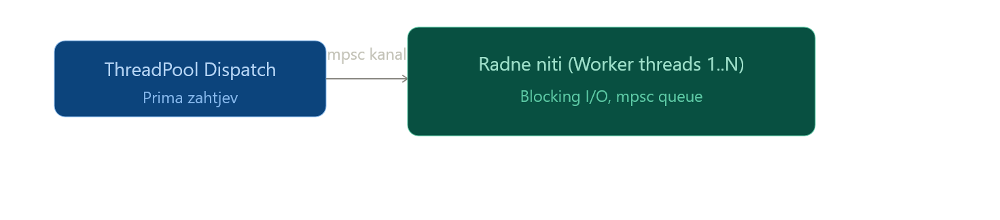 ThreadPool Dispatch
Prima zahtjev
mpsc kanal
Radne niti (Worker threads 1..N)
Blocking I/O, mpsc queue